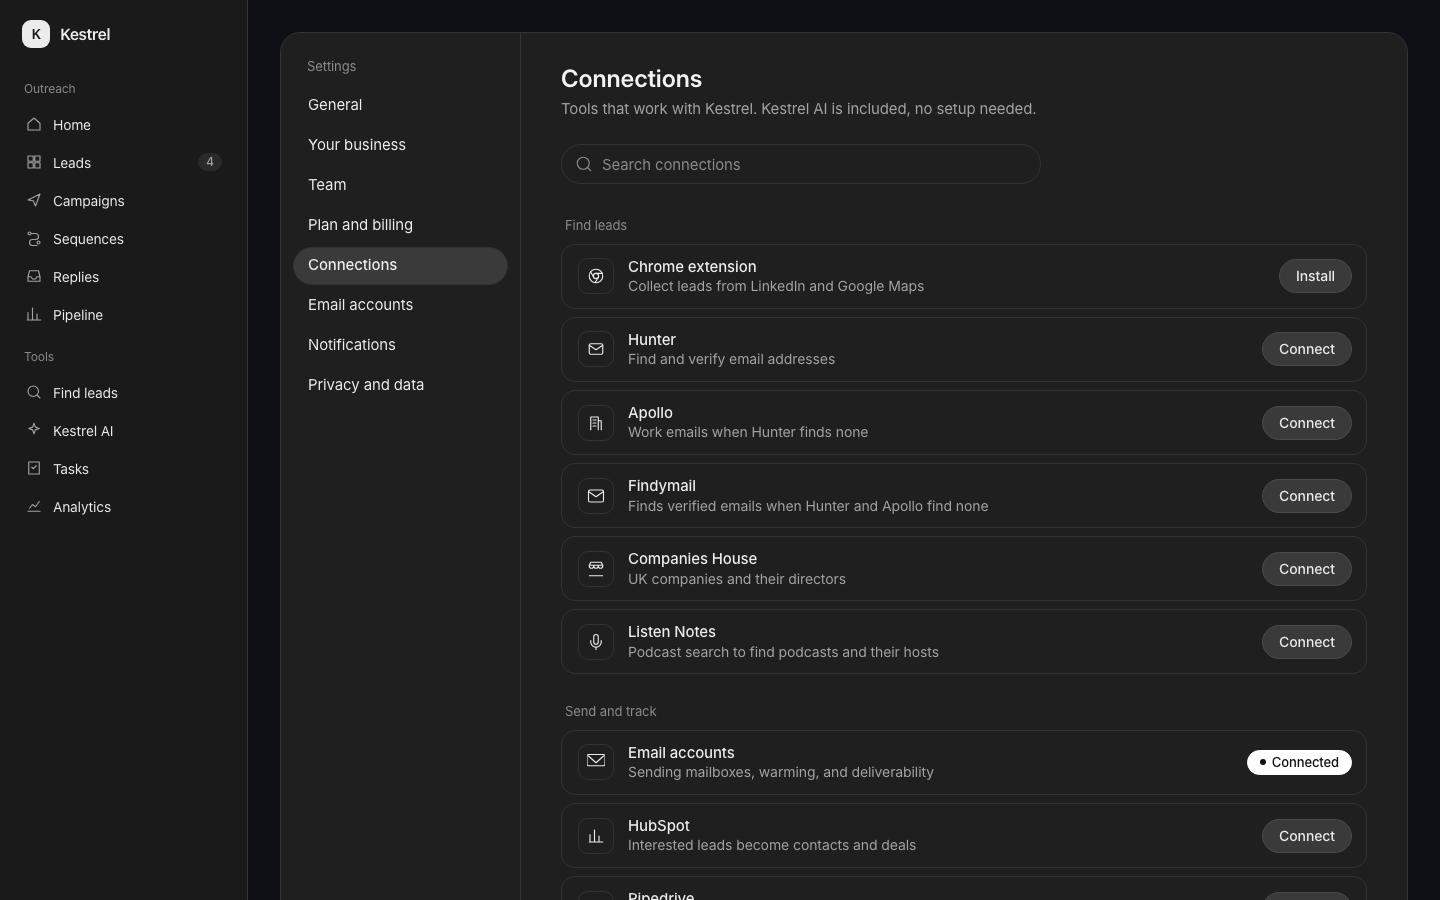 K
Kestrel
Outreach
Home
Leads
4
Campaigns
Sequences
Replies
Pipeline
Tools
Find leads
Kestrel AI
Tasks
Analytics
Settings
General
Your business
Team
Plan and billing
Connections
Email accounts
Notifications
Privacy and data
Connections
Tools that work with Kestrel. Kestrel AI is included, no setup needed.
Search connections
Find leads
Chrome extension
Collect leads from LinkedIn and Google Maps
Install
Hunter
Find and verify email addresses
Connect
Apollo
Work emails when Hunter finds none
Connect
Findymail
Finds verified emails when Hunter and Apollo find none
Connect
Companies House
UK companies and their directors
Connect
Listen Notes
Podcast search to find podcasts and their hosts
Connect
Send and track
Email accounts
Sending mailboxes, warming, and deliverability
Connected
HubSpot
Interested leads become contacts and deals
Connect
Pipedrive